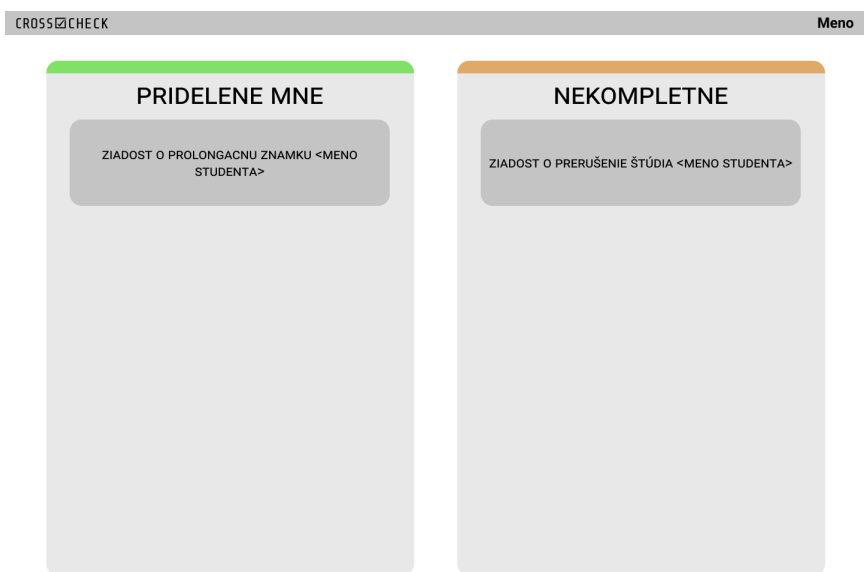 CROSS☑CHECK
Meno
PRIDELENE MNE
ZIADOST O PROLONGACNU ZNAMKU <MENO
STUDENTA>
NEKOMPLETNE
ZIADOST O PRERUŠENIE ŠTÚDIA <MENO STUDENTA>